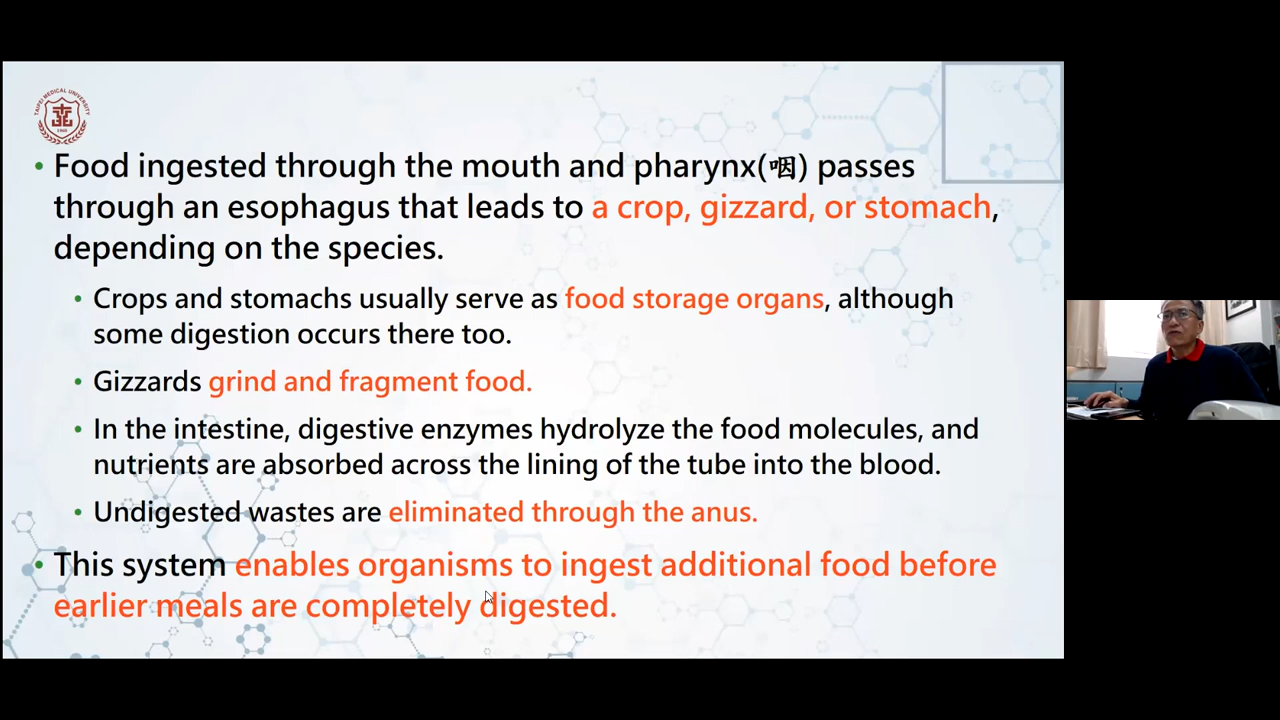 TAIPEI MEDICAL UNIVERSITY
1960
• Food ingested through the mouth and pharynx(咽) passes
through an esophagus that leads to a crop, gizzard, or stomach,
depending on the species.
• Crops and stomachs usually serve as food storage organs, although
some digestion occurs there too.
• Gizzards grind and fragment food.
• In the intestine, digestive enzymes hydrolyze the food molecules, and
nutrients are absorbed across the lining of the tube into the blood.
• Undigested wastes are eliminated through the anus.
• This system enables organisms to ingest additional food before
earlier meals are completely digested.